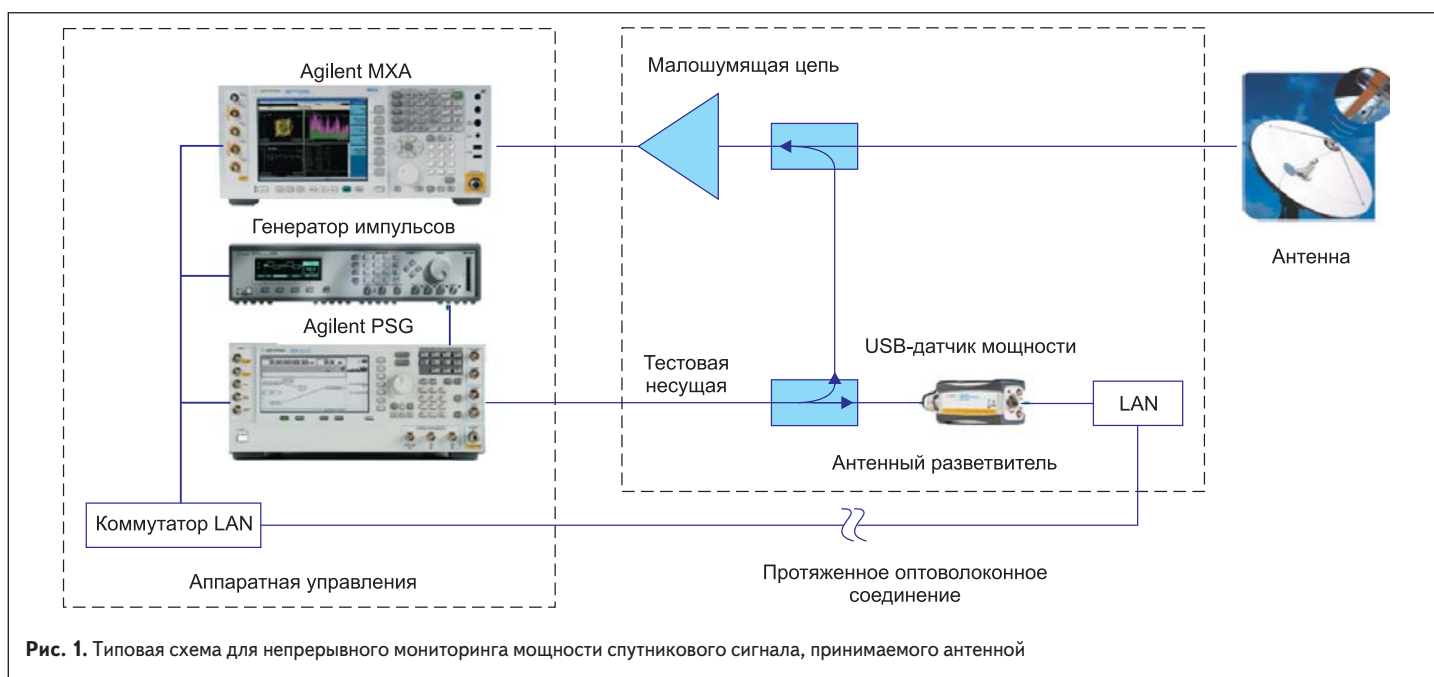 Agilent MXA
Генератор импульсов
Agilent PSG
Коммутатор LAN
Аппаратная управления
Малошумящая цепь
Тестовая
несущая
USB-датчик мощности
LAN
Антенный разветвитель
Антенна
Протяженное оптоволоконное
соединение
Рис. 1. Типовая схема для непрерывного мониторинга мощности спутникового сигнала, принимаемого антенной